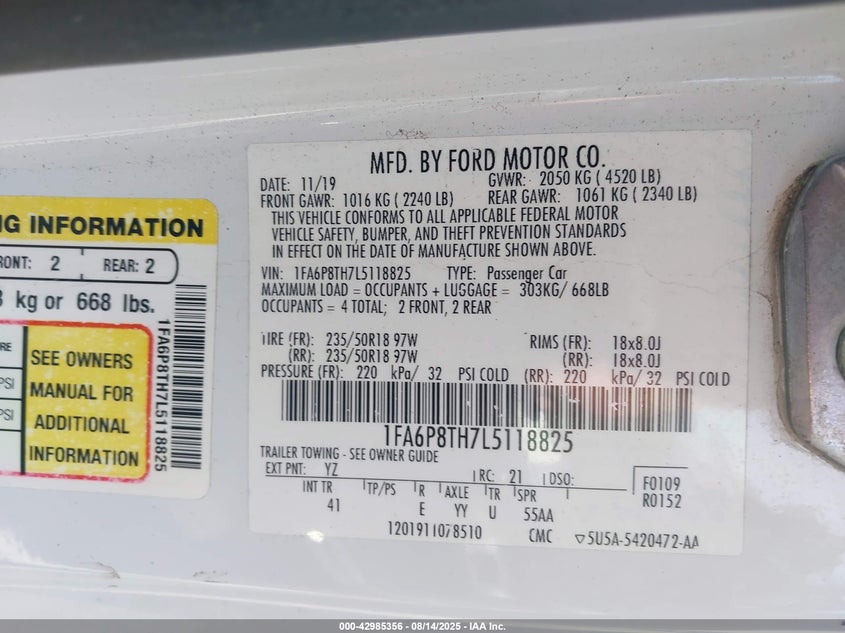 NG INFORMATION
RONT: 2 REAR: 2
kg or 668 lbs.
RE
PSI
PSI
SEE OWNERS
MANUAL FOR
ADDITIONAL
INFORMATION
1FA6P8TH7L5118825
MFD. BY FORD MOTOR CO.
DATE: 11/19 GVWR: 2050 KG ( 4520 LB)
FRONT GAWR: 1016 KG ( 2240 LB) REAR GAWR: 1061 KG ( 2340 LB)
THIS VEHICLE CONFORMS TO ALL APPLICABLE FEDERAL MOTOR
VEHICLE SAFETY, BUMPER, AND THEFT PREVENTION STANDARDS
IN EFFECT ON THE DATE OF MANUFACTURE SHOWN ABOVE.
VIN: 1FA6P8TH7L5118825 TYPE: Passenger Car
MAXIMUM LOAD = OCCUPANTS + LUGGAGE = 303KG/ 668LB
OCCUPANTS = 4 TOTAL; 2 FRONT, 2 REAR
TIRE (FR): 235/50R18 97W RIMS (FR): 18x8.0J
(RR): 235/50R18 97W (RR): 18x8.0J
PRESSURE (FR): 220 kPa/ 32 PSI COLD (RR): 220 kPa/ 32 PSI COLD
1FA6P8TH7L5118825
TRAILER TOWING - SEE OWNER GUIDE
EXT PNT: YZ RC: 21 DSO: F0109
INT TR TP/PS R AXLE TR SPR R0152
41 E YY U 55AA
1201911078510 CMC ▽5U5A-5420472-AA
000-42985356 - 08/14/2025 - IAA Inc.